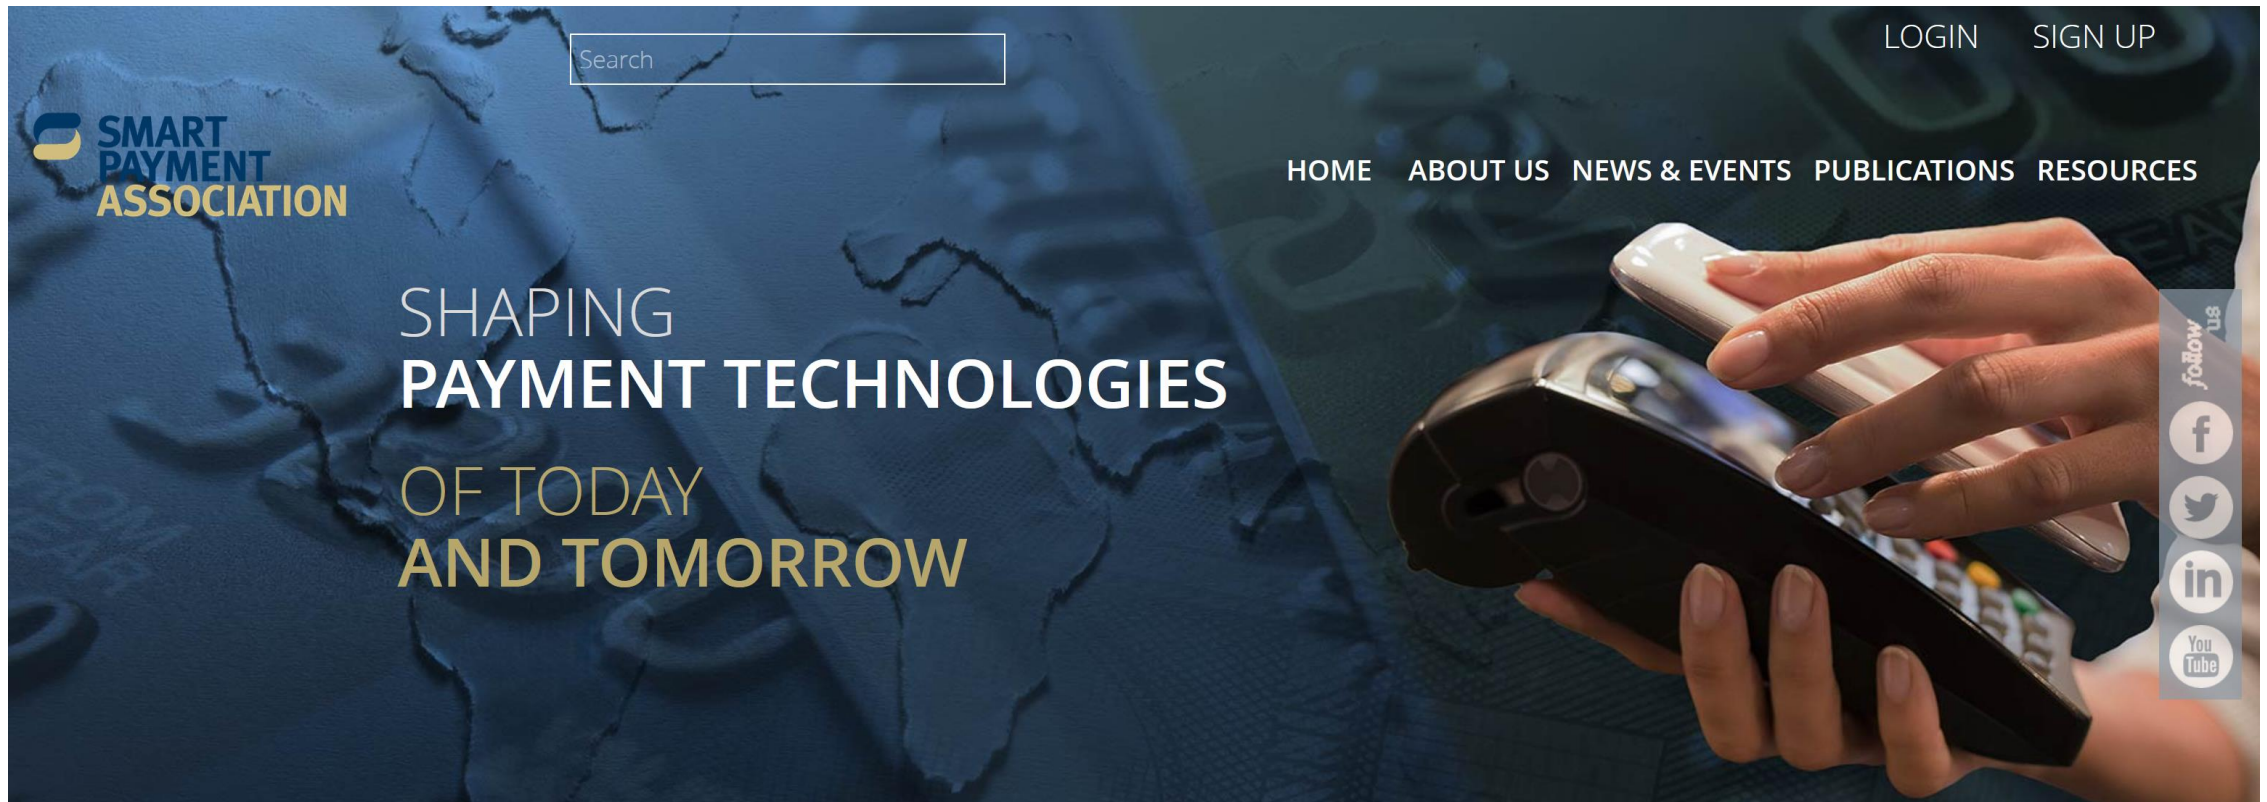 LOGIN SIGN UP
Search
SMART
PAYMENT
ASSOCIATION
HOME ABOUT US NEWS & EVENTS PUBLICATIONS RESOURCES
SHAPING
PAYMENT TECHNOLOGIES
OF TODAY
AND TOMORROW
follow
us
f
in
You
Tube